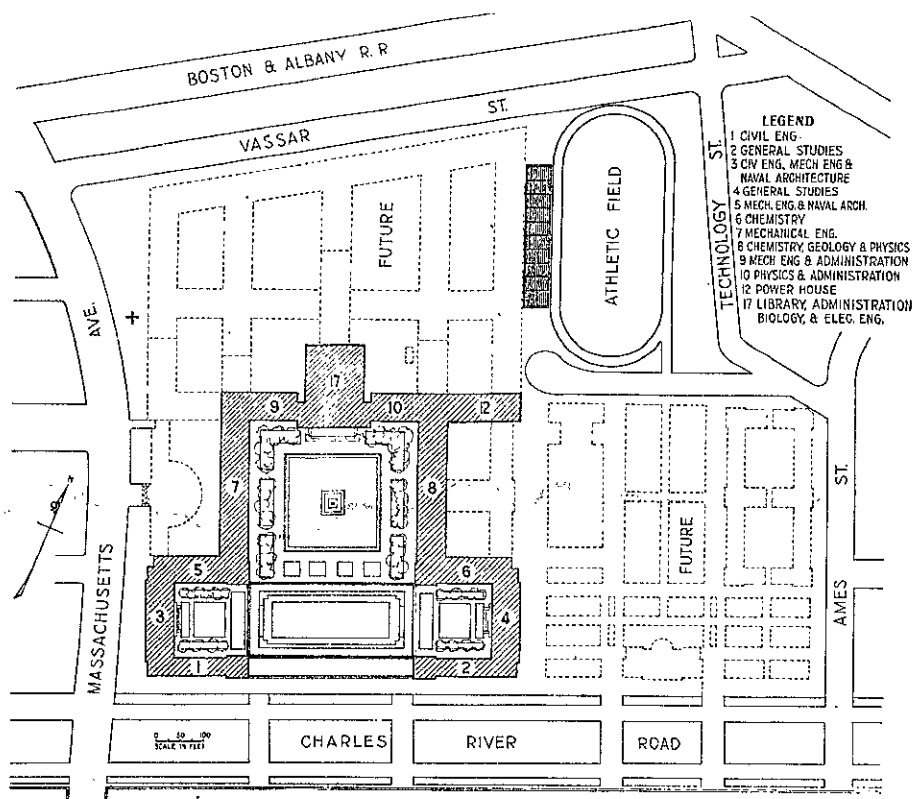 BOSTON & ALBANY R. R
VASSAR ST.
LEGEND
1 CIVIL ENG.
2 GENERAL STUDIES
3 CIV ENG, MECH ENG &
NAVAL ARCHITECTURE
4 GENERAL STUDIES
5 MECH. ENG. & NAVAL ARCH.
6 CHEMISTRY
7 MECHANICAL ENG.
8 CHEMISTRY, GEOLOGY & PHYSICS
9 MECH ENG & ADMINISTRATION
10 PHYSICS & ADMINISTRATION
12 POWER HOUSE
17 LIBRARY, ADMINISTRATION
BIOLOGY, & ELEC. ENG.
TECHNOLOGY ST.
ATHLETIC FIELD
FUTURE
MASSACHUSETTS AVE.
17
9
10
12
7
8
5
6
3
4
1
2
FUTURE
AMES ST.
0 50 100
SCALE IN FEET
CHARLES RIVER ROAD